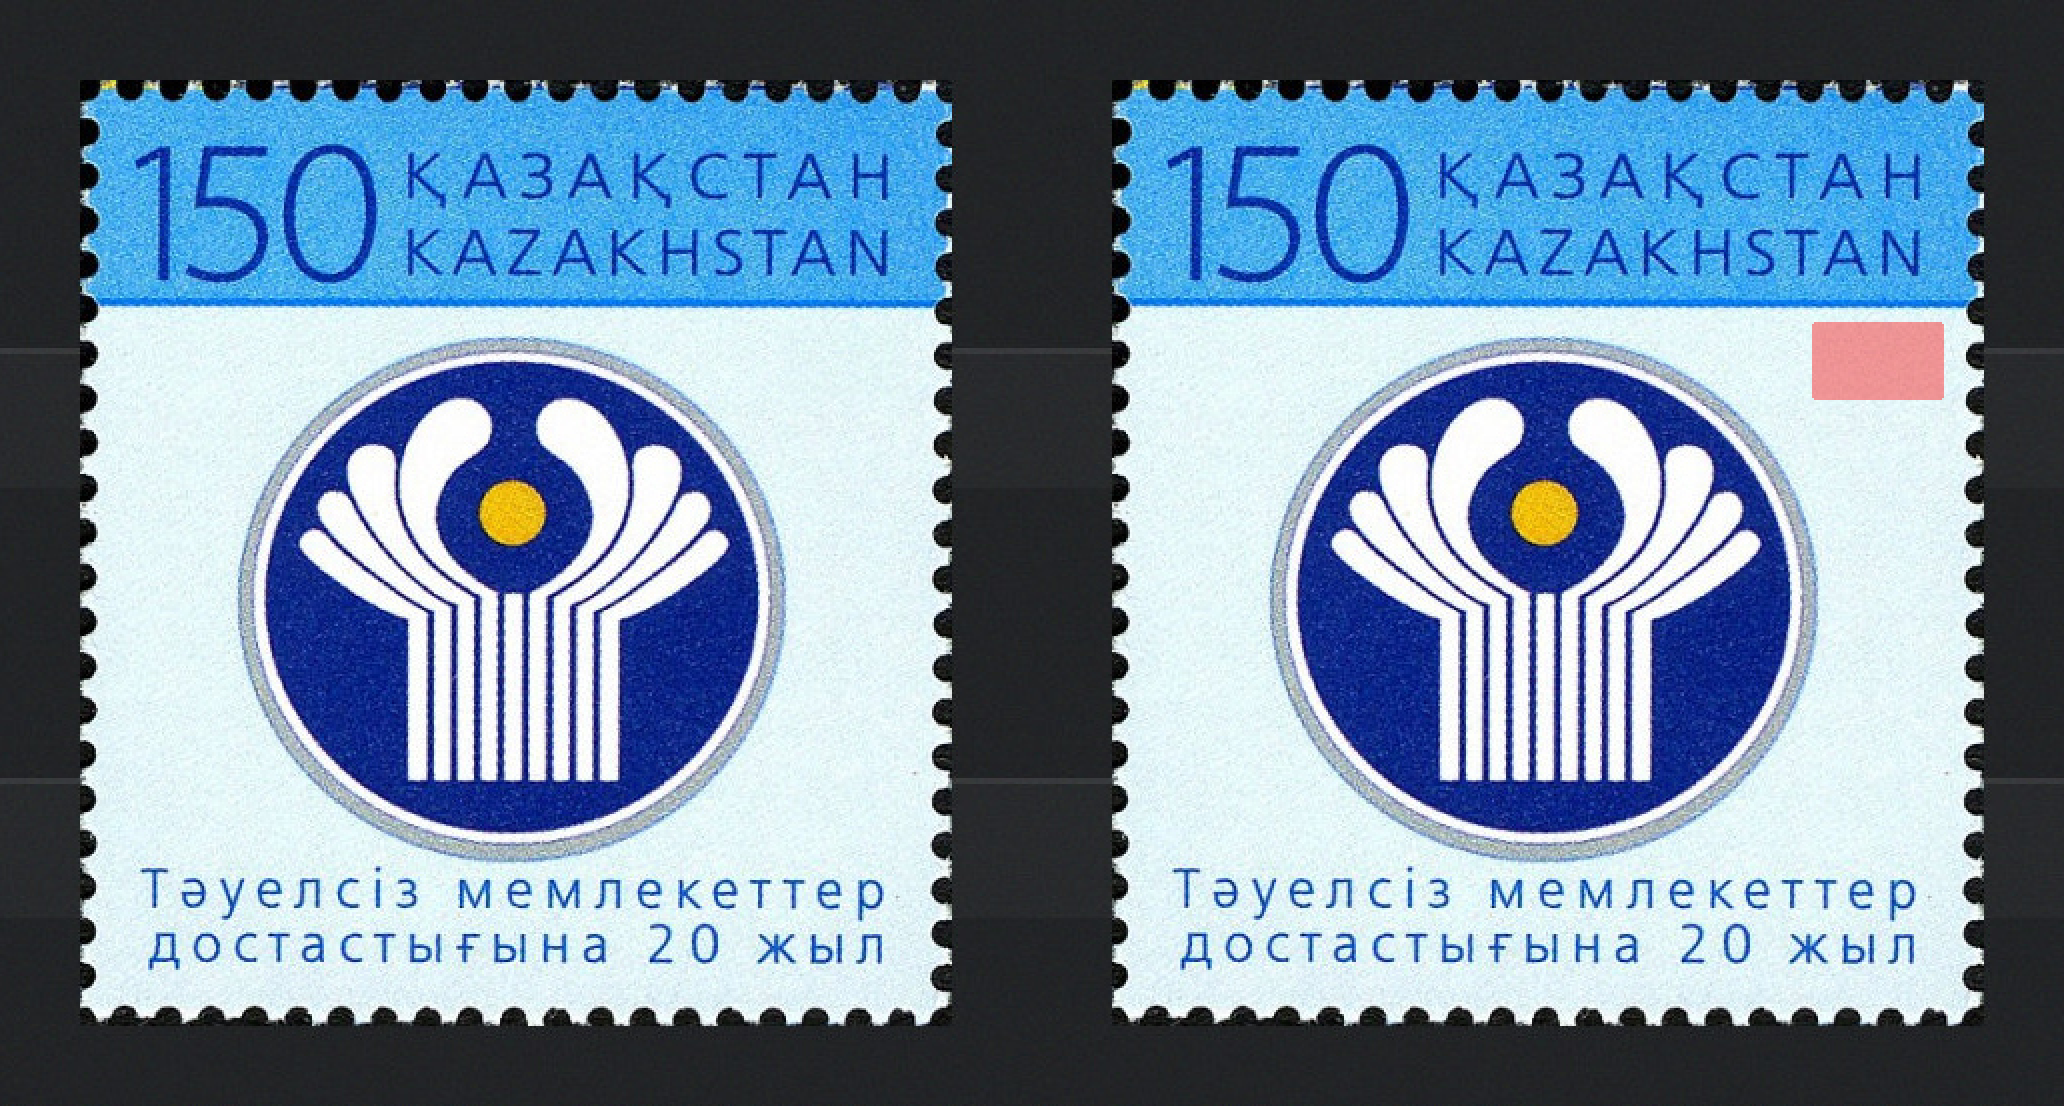 150 ҚАЗАҚСТАН
KAZAKHSTAN
Тәуелсіз мемлекеттер
достастығына 20 жыл
150 ҚАЗАҚСТАН
KAZAKHSTAN
Тәуелсіз мемлекеттер
достастығына 20 жыл